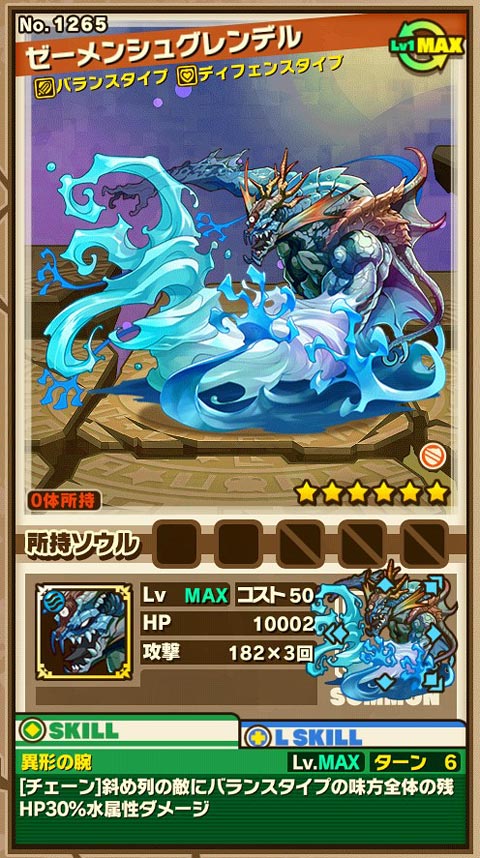 No.1265
ゼーメンシュグレンデル
Lv1 MAX
バランスタイプ ディフェンスタイプ
0体所持
所持ソウル
Lv MAX コスト 50
HP 10002
攻撃 182×3回
SUMMON
SKILL
L SKILL
異形の腕 Lv.MAX ターン 6
[チェーン]斜め列の敵にバランスタイプの味方全体の残
HP30%水属性ダメージ